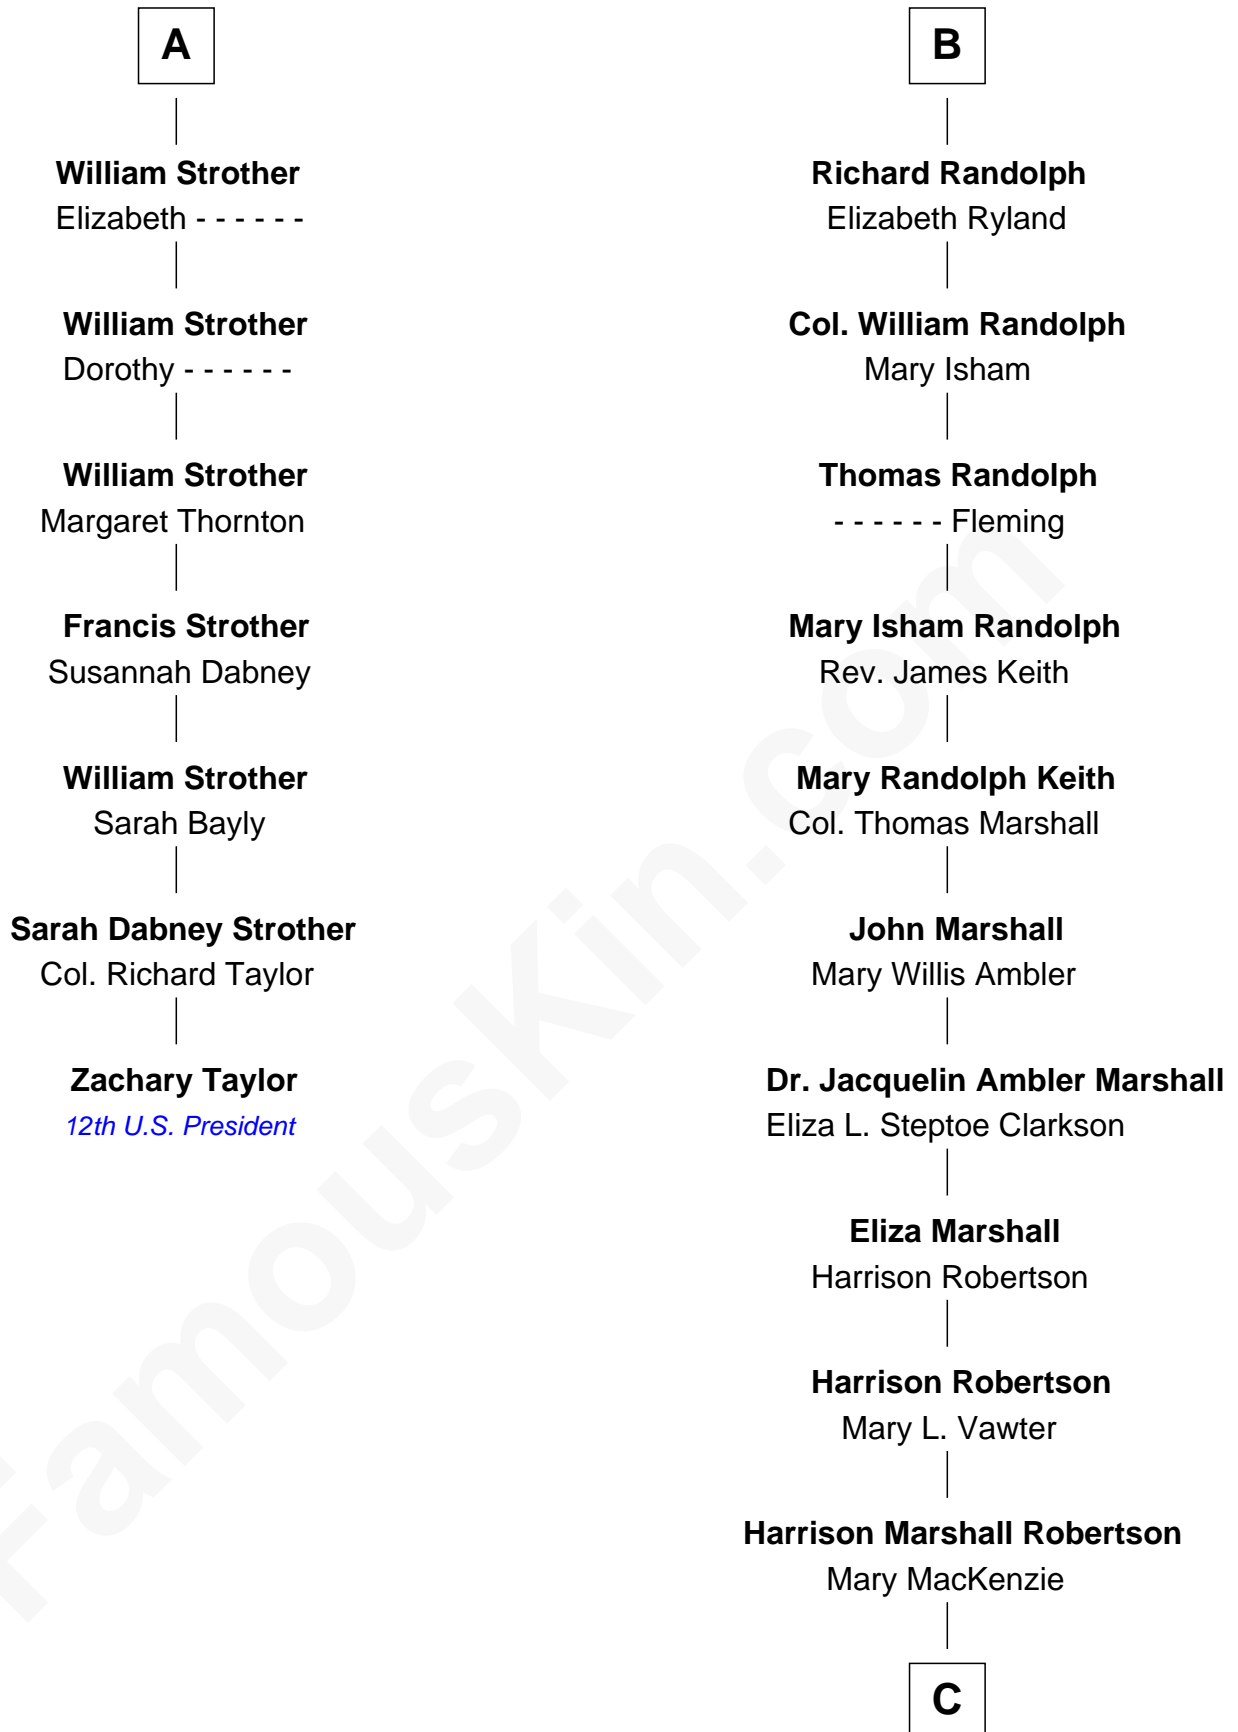 A
William Strother
Elizabeth - - - - - -
William Strother
Dorothy - - - - - -
William Strother
Margaret Thornton
Francis Strother
Susannah Dabney
William Strother
Sarah Bayly
Sarah Dabney Strother
Col. Richard Taylor
Zachary Taylor
12th U.S. President
B
Richard Randolph
Elizabeth Ryland
Col. William Randolph
Mary Isham
Thomas Randolph
- - - - - - Fleming
Mary Isham Randolph
Rev. James Keith
Mary Randolph Keith
Col. Thomas Marshall
John Marshall
Mary Willis Ambler
Dr. Jacquelin Ambler Marshall
Eliza L. Steptoe Clarkson
Eliza Marshall
Harrison Robertson
Harrison Robertson
Mary L. Vawter
Harrison Marshall Robertson
Mary MacKenzie
C
FamousKin.com